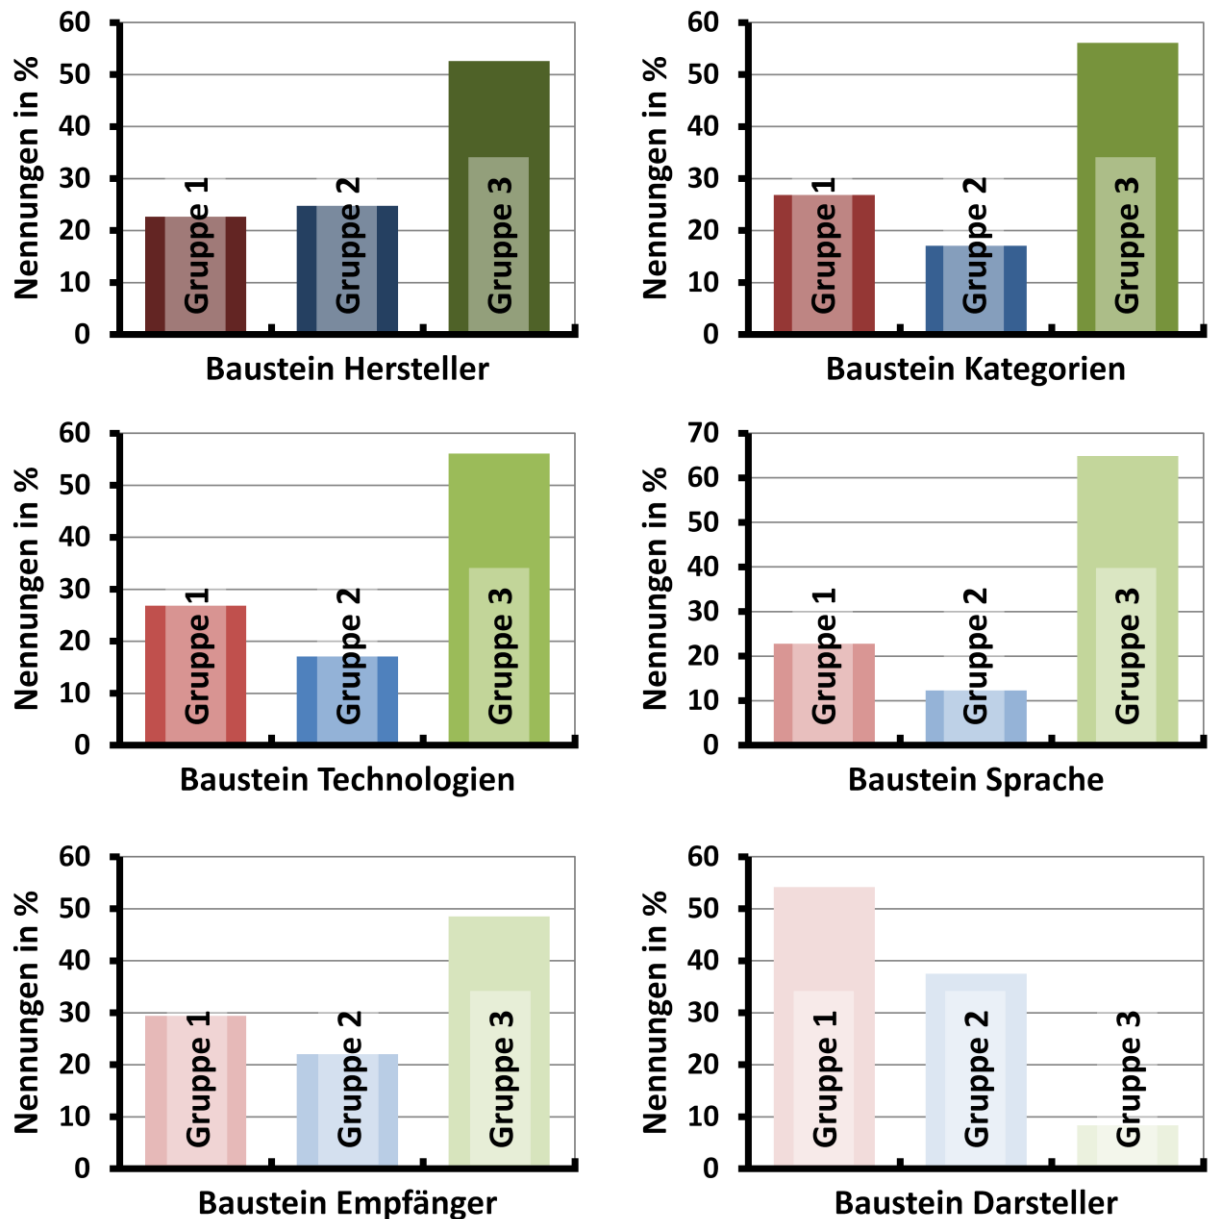 Nennungen in %
60
50
40
30
20
10
0
Gruppe 1
Gruppe 2
Gruppe 3
Baustein Hersteller
Nennungen in %
60
50
40
30
20
10
0
Gruppe 1
Gruppe 2
Gruppe 3
Baustein Kategorien
Nennungen in %
60
50
40
30
20
10
0
Gruppe 1
Gruppe 2
Gruppe 3
Baustein Technologien
Nennungen in %
70
60
50
40
30
20
10
0
Gruppe 1
Gruppe 2
Gruppe 3
Baustein Sprache
Nennungen in %
60
50
40
30
20
10
0
Gruppe 1
Gruppe 2
Gruppe 3
Baustein Empfänger
Nennungen in %
60
50
40
30
20
10
0
Gruppe 1
Gruppe 2
Gruppe 3
Baustein Darsteller